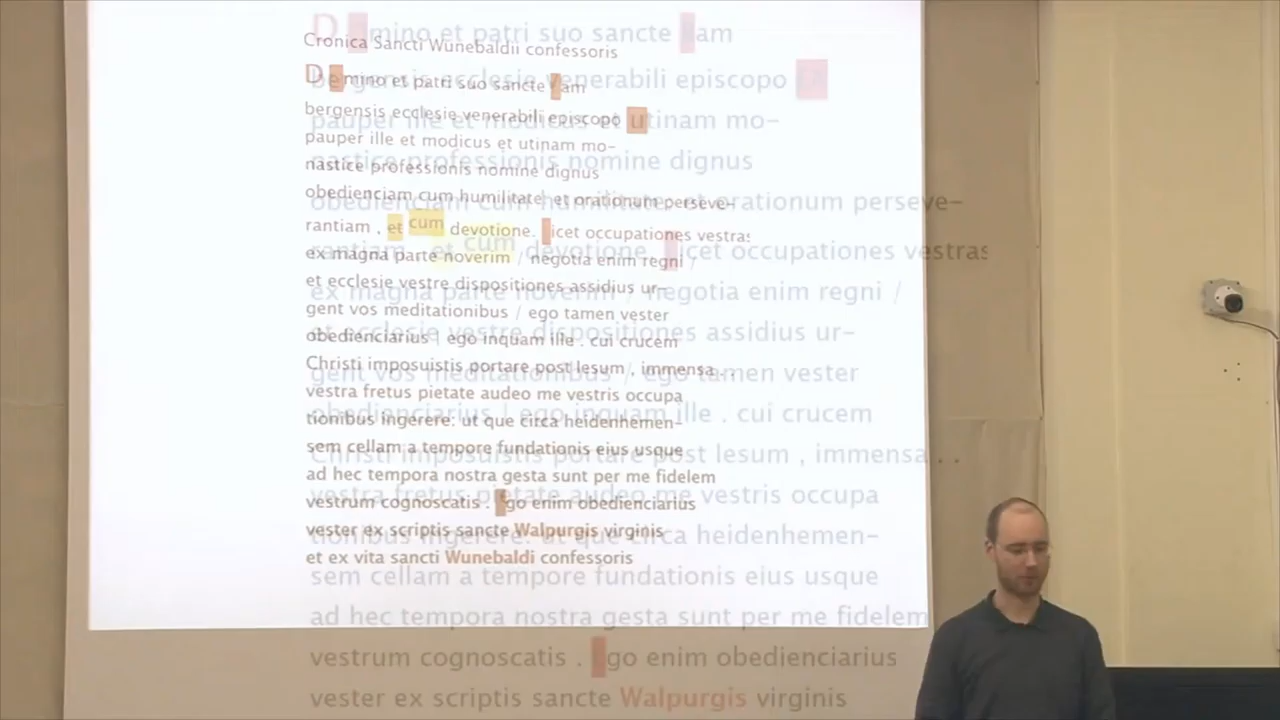 Cronica Sancti Wunebaldii confessoris
D e mino et patri suo sancte am
bergensis ecclesie venerabili episcopo utinam
pauper ille et modicus et utinam mo-
nastice professionis nomine dignus
obedienciam cum humilitate, et orationum perseve-
rantiam , et cum devotione. licet occupationes vestras
ex magna parte noverim / negotia enim regni /
et ecclesie vestre dispositiones assidius ur-
gent vos meditationibus / ego tamen vester
obedienciarius | ego inquam ille . cui crucem
Christi imposuistis portare post Iesum , immensa . .
vestra fretus pietate audeo me vestris occupa
tionibus ingerere: ut que circa heidenhemen-
sem cellam a tempore fundationis eius usque
ad hec tempora nostra gesta sunt per me fidelem
vestrum cognoscatis . Ego enim obedienciarius
vester ex scriptis sancte Walpurgis virginis
et ex vita sancti Wunebaldi confessoris